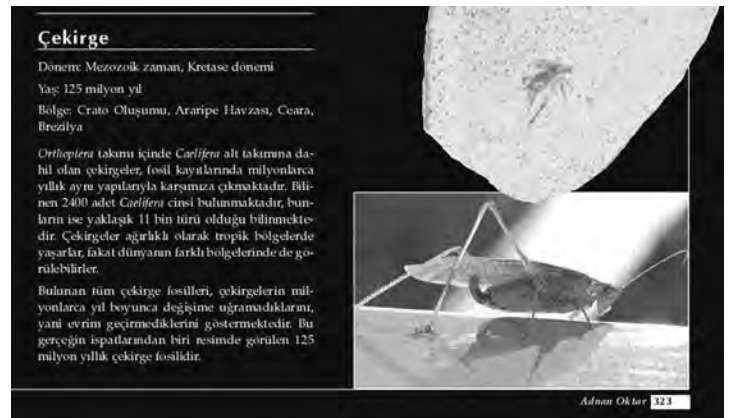 Çekirge
Dönem: Mezozoik zaman, Kretase dönemi
Yaş: 125 milyon yıl
Bölge: Crato Oluşumu, Araripe Havzası, Ceara,
Brezilya
Orthoptera takımı içinde Caelifera alt takımına da-
hil olan çekirgeler, fosil kayıtlarında milyonlarca
yıllık aynı yapılarıyla karşımıza çıkmaktadır. Bili-
nen 2400 adet Caelifera cinsi bulunmaktadır, bun-
ların ise yaklaşık 11 bin türü olduğu bilinmekte-
dir. Çekirgeler ağırlıklı olarak tropik bölgelerde
yaşarlar, fakat dünyanın farklı bölgelerinde de gö-
rülebilirler.
Bulunan tüm çekirge fosilleri, çekirgelerin mil-
yonlarca yıl boyunca değişime uğramadıklarını,
yani evrim geçirmediklerini göstermektedir. Bu
gerçeğin ispatlarından biri resimde görülen 125
milyon yıllık çekirge fosilidir.
Adnan Oktar 323